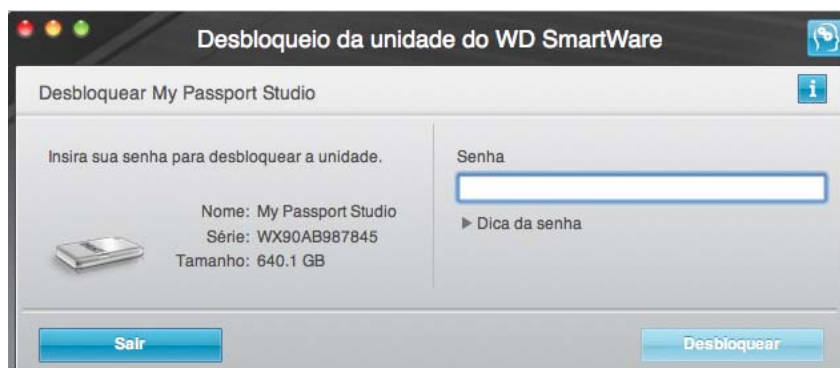 Desbloqueio da unidade do WD SmartWare
Desbloquear My Passport Studio
i
Insira sua senha para desbloquear a unidade.
Nome: My Passport Studio
Série: WX90AB987845
Tamanho: 640.1 GB
Senha
Dica da senha
Sair
Desbloquear